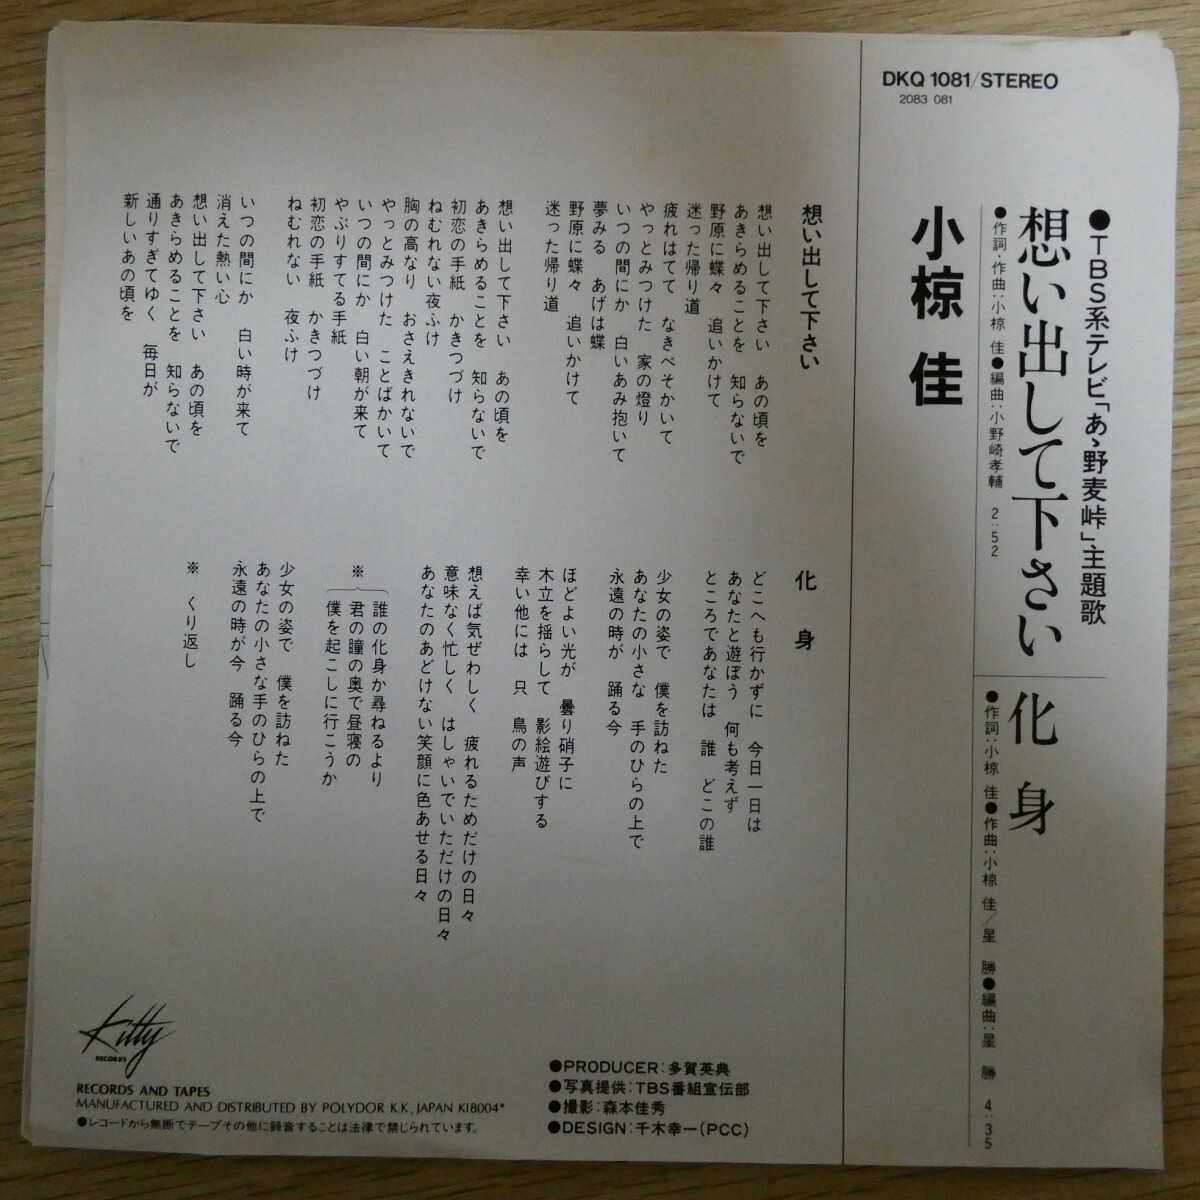 DKQ 1081/STEREO
2083 081
●TBS系テレビ「あゝ野麦峠」主題歌
想い出して下さい
●作詞・作曲:小椋 佳●編曲:小野崎孝輔 2:52
化身
●作詞:小椋 佳●作曲:小椋 佳/星 勝●編曲:星 勝 4:35
小椋 佳
想い出して下さい
想い出して下さい あの頃を
あきらめることを 知らないで
野原に蝶々 追いかけて
迷った帰り道
疲れはてて なきべそかいて
やっとみつけた 家の燈り
いつの間にか 白いあみ抱いて
夢みる あげは蝶
野原に蝶々 追いかけて
迷った帰り道
想い出して下さい あの頃を
あきらめることを 知らないで
初恋の手紙 かきつづけ
ねむれない夜ふけ
胸の高なり おさえきれないで
やっとみつけた ことばかいて
いつの間にか 白い朝が来て
やぶりすてる手紙
初恋の手紙 かきつづけ
ねむれない 夜ふけ
いつの間にか 白い時が来て
消えた熱い心
想い出して下さい あの頃を
あきらめることを 知らないで
通りすぎてゆく 毎日が
新しいあの頃を
化身
どこへも行かずに 今日一日は
あなたと遊ぼう 何も考えず
ところであなたは 誰 どこの誰
少女の姿で 僕を訪ねた
あなたの小さな 手のひらの上で
永遠の時が 踊る今
ほどよい光が 曇り硝子に
木立を揺らして 影絵遊びする
幸い他には 只 鳥の声
想えば気ぜわしく 疲れるためだけの日々
意味なく忙しく はしゃいでいただけの日々
あなたのあどけない笑顔に色あせる日々
※ 誰の化身か尋ねるより
君の瞳の奥で昼寝の
僕を起こしに行こうか
少女の姿で 僕を訪ねた
あなたの小さな手のひらの上で
永遠の時が今 踊る今
※ くり返し
Kitty
RECORDS
RECORDS AND TAPES
MANUFACTURED AND DISTRIBUTED BY POLYDOR K.K., JAPAN KI8004*
●レコードから無断でテープその他に録音することは法律で禁じられています。
●PRODUCER:多賀英典
●写真提供:TBS番組宣伝部
●撮影:森本佳秀
●DESIGN:千木幸一(PCC)